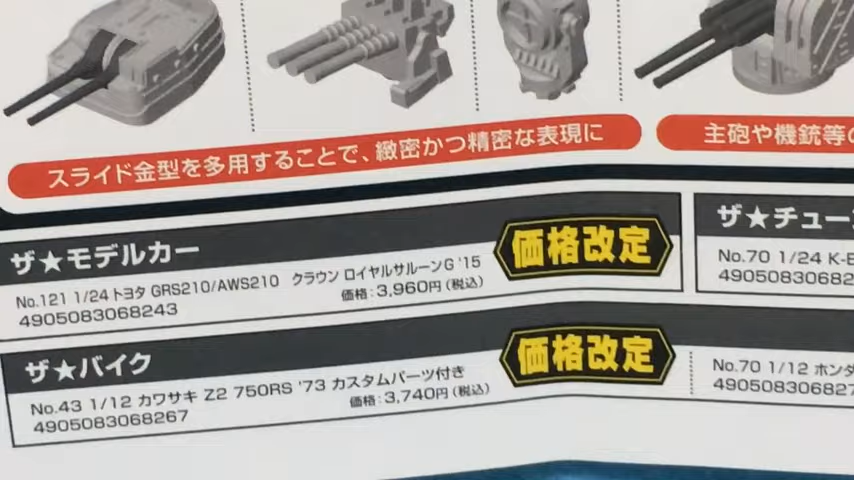 スライド金型を多用することで、緻密かつ精密な表現に
主砲や機銃等の
ザ★モデルカー
価格改定
No.121 1/24 トヨタ GRS210/AWS210 クラウン ロイヤルサルーンG '15
価格:3,960円(税込)
4905083068243
ザ★チュー
No.70 1/24 K-E
49050830682
ザ★バイク
価格改定
No.43 1/12 カワサキ Z2 750RS '73 カスタムパーツ付き
価格:3,740円(税込)
4905083068267
No.70 1/12 ホンダ
49050830682